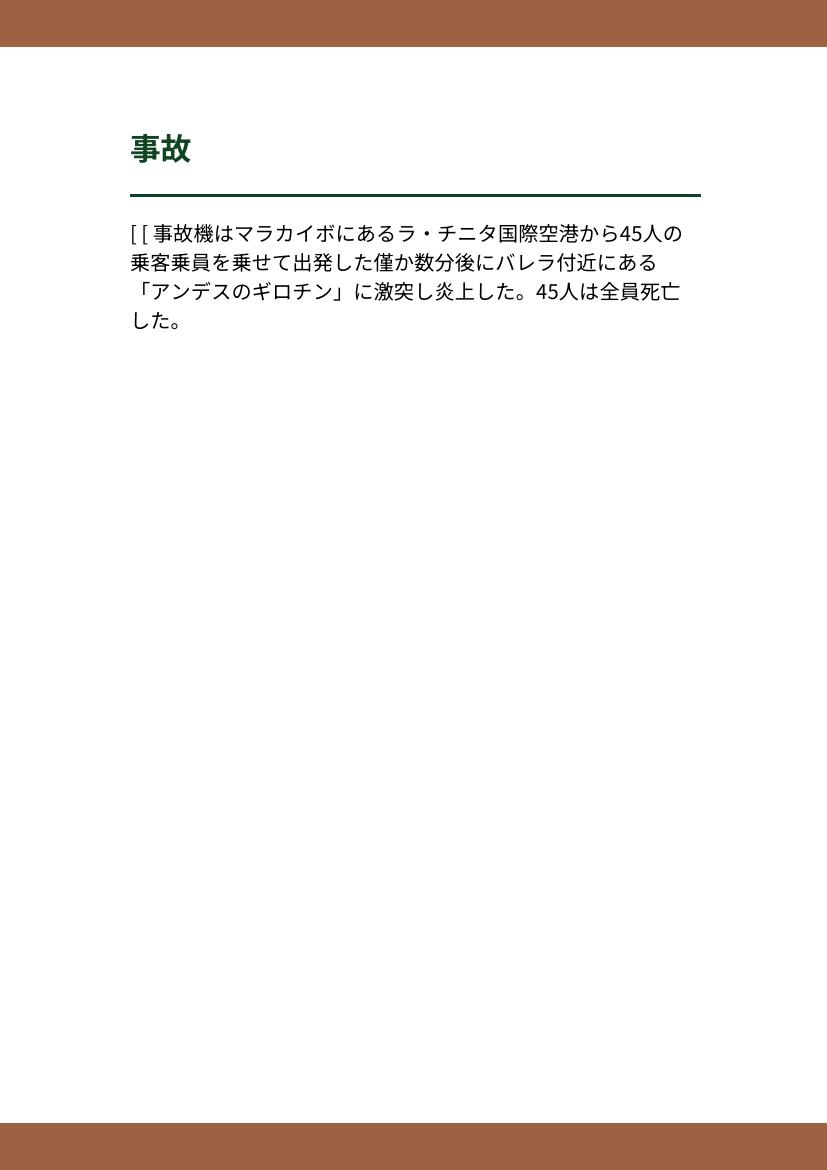 事故
[ [ 事故機はマラカイボにあるラ・チニタ国際空港から45人の
乗客乗員を乗せて出発した僅か数分後にバレラ付近にある
「アンデスのギロチン」に激突し炎上した。45人は全員死亡
した。